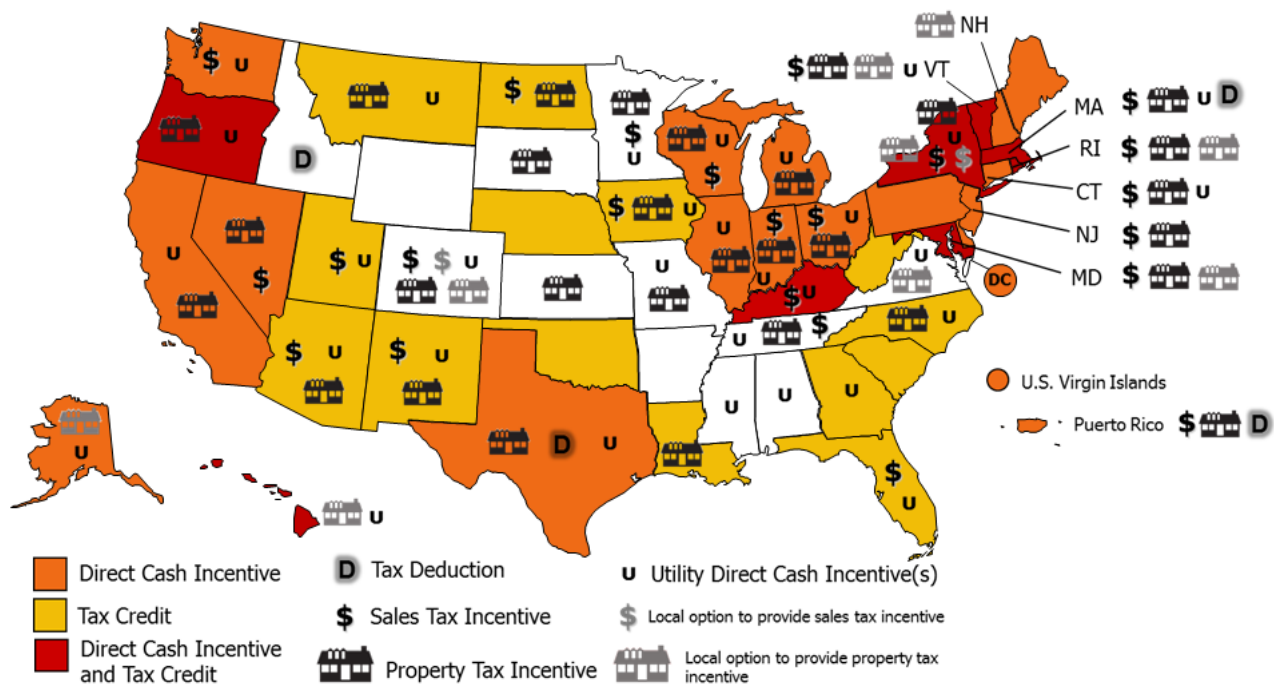 NH
$ U VT
$ U
MA $ U D
RI $
CT $ U
NJ $
MD $
DC
U.S. Virgin Islands
Puerto Rico $ D
$ U
U
$
$
U
U
D
$
U
U
$ $
U
$
U
$
$ U
U
U
U
$
$
$ U
$ $ U
U
U
U
$ U
$
U
$ U
$ U
U
$
U
U
U
D U
$
U
U
U
Direct Cash Incentive
D Tax Deduction
U Utility Direct Cash Incentive(s)
Tax Credit
$ Sales Tax Incentive
$ Local option to provide sales tax incentive
Direct Cash Incentive
and Tax Credit
Property Tax Incentive
Local option to provide property tax
incentive